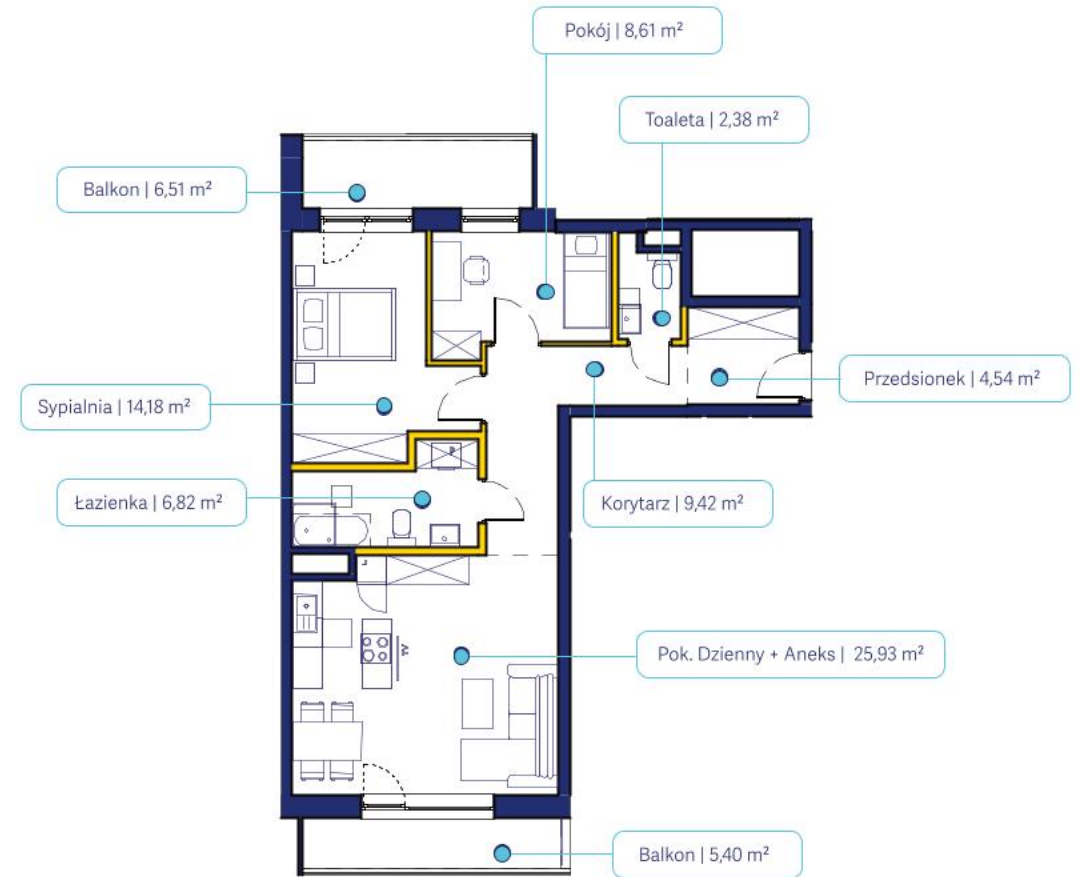 Pokój | 8,61 m²
Toaleta | 2,38 m²
Balkon | 6,51 m²
Przedsionek | 4,54 m²
Sypialnia | 14,18 m²
Łazienka | 6,82 m²
Korytarz | 9,42 m²
Pok. Dzienny + Aneks | 25,93 m²
TV
Balkon | 5,40 m²